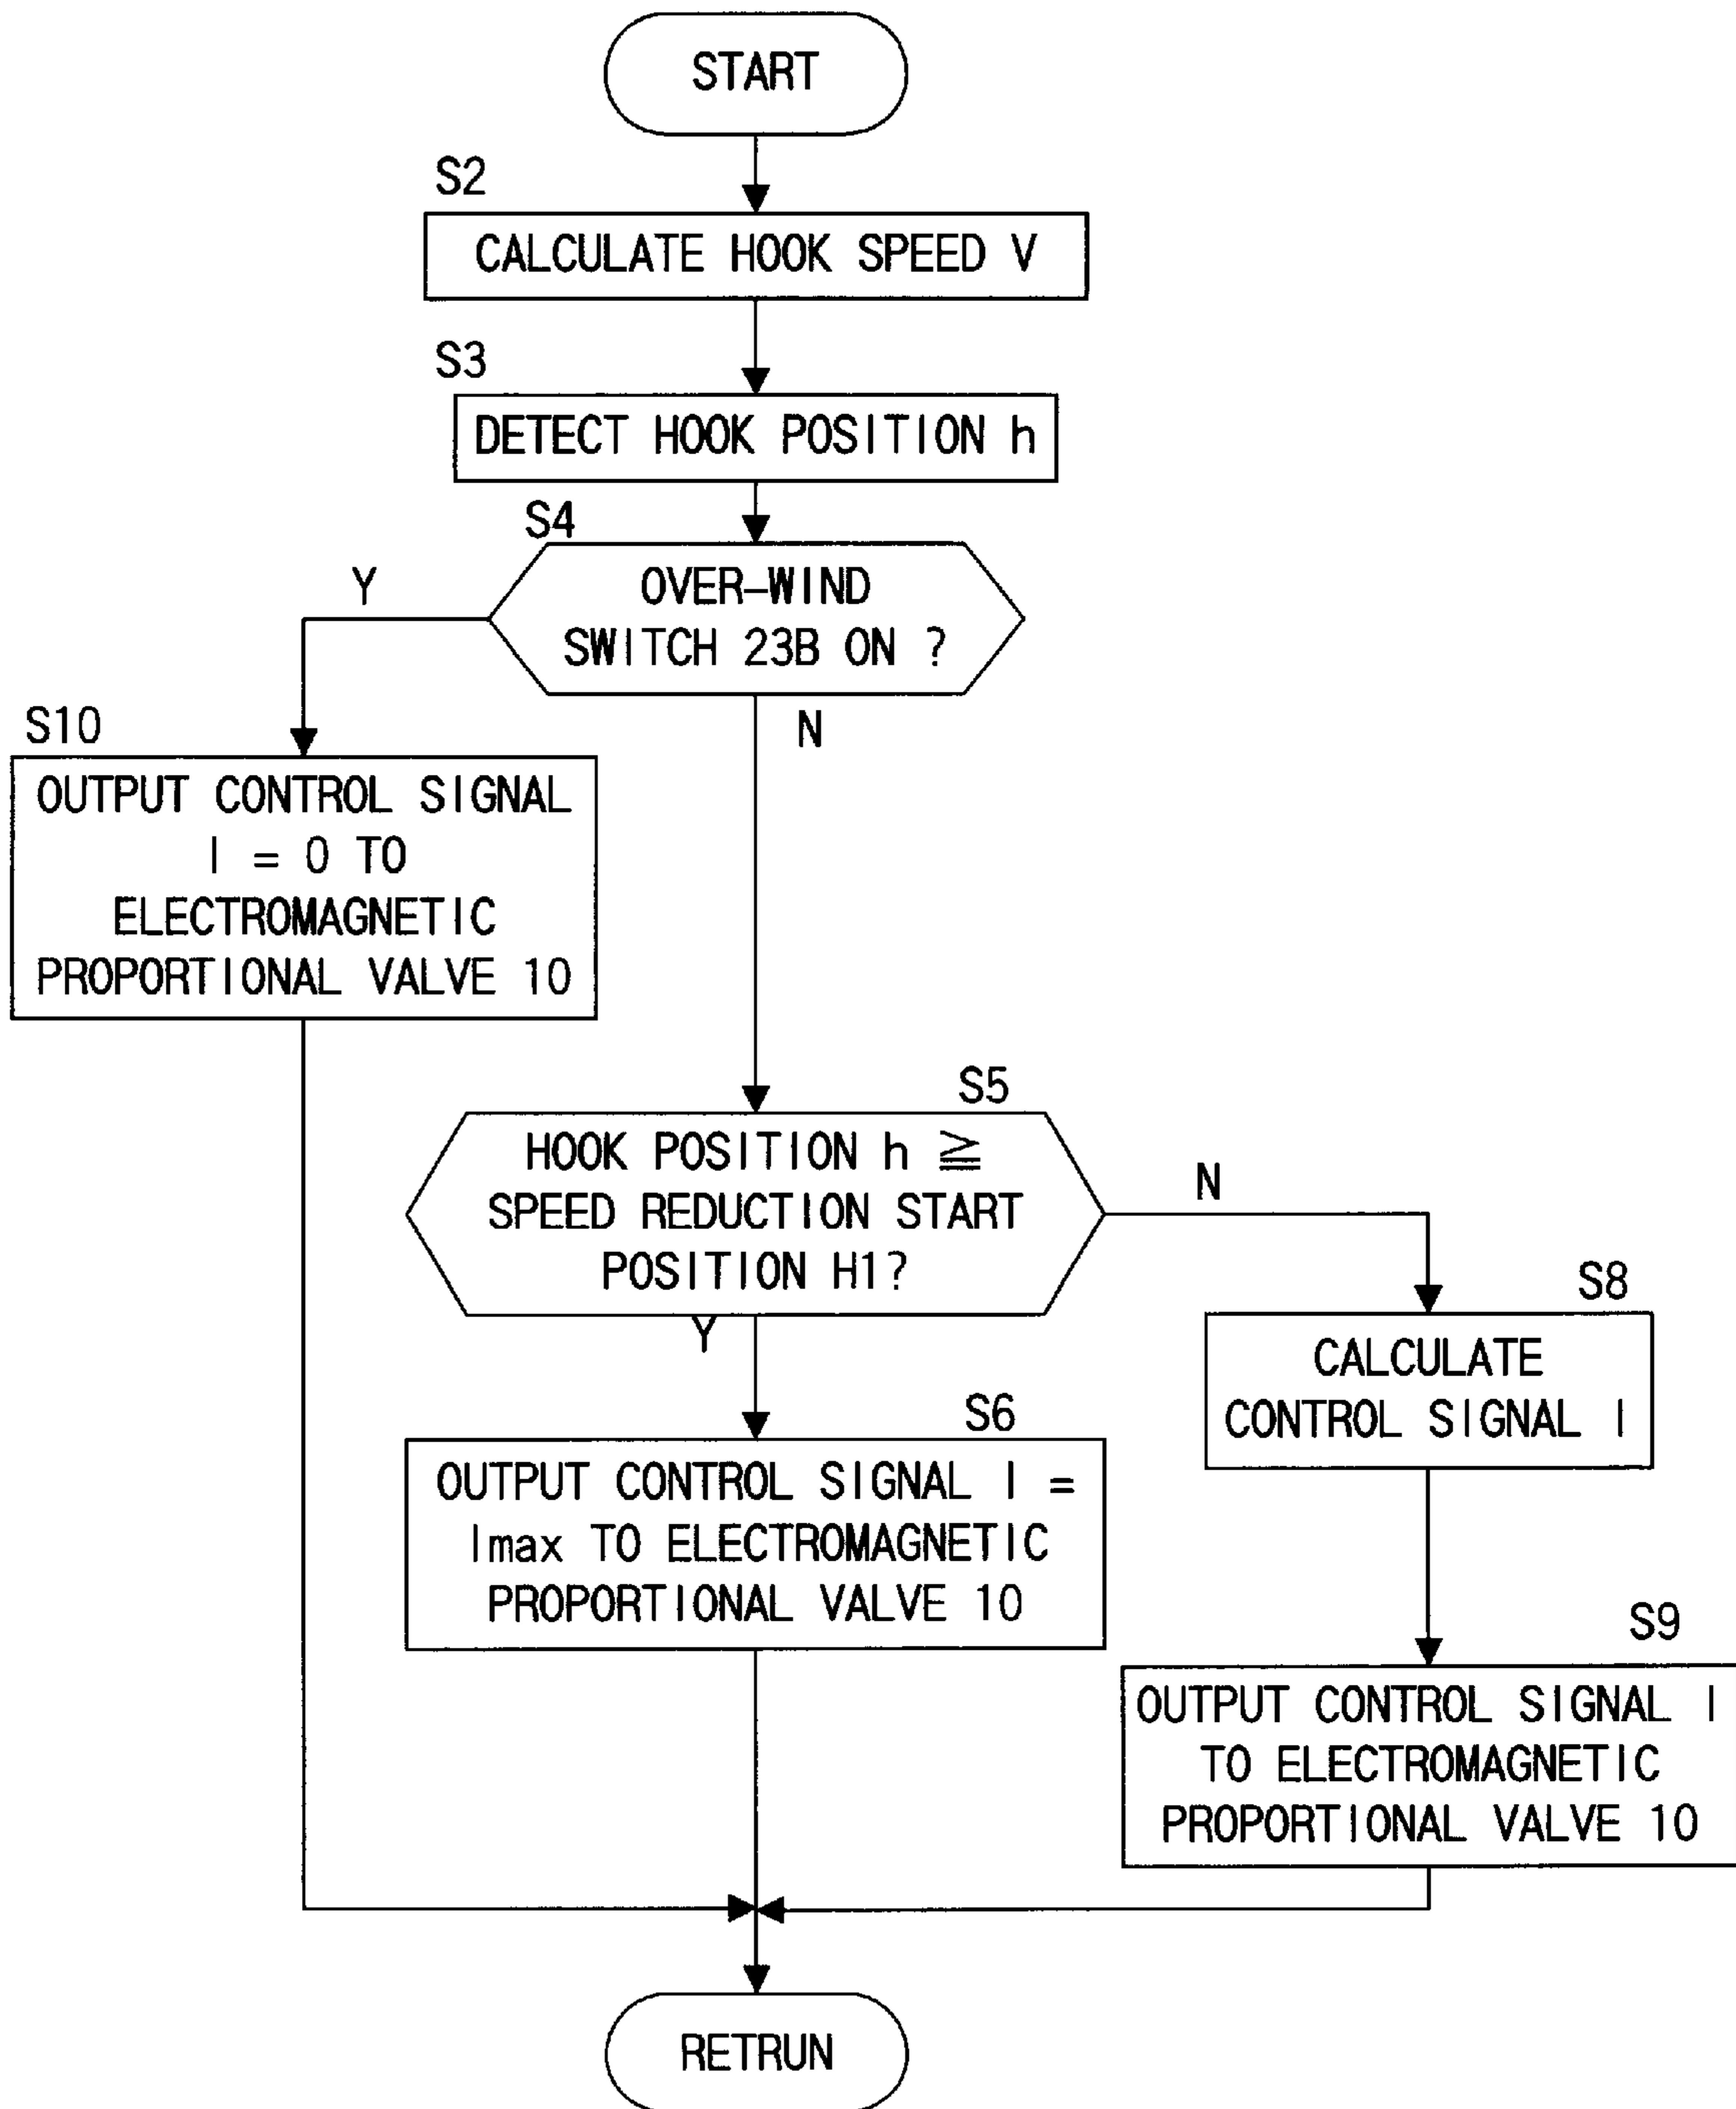 START
S2
CALCULATE HOOK SPEED V
S3
DETECT HOOK POSITION h
S4
OVER-WIND
SWITCH 23B ON ?
Y
N
S10
OUTPUT CONTROL SIGNAL
I = 0 TO
ELECTROMAGNETIC
PROPORTIONAL VALVE 10
S5
HOOK POSITION h ≧
SPEED REDUCTION START
POSITION H1?
N
Y
S8
CALCULATE
CONTROL SIGNAL I
S6
OUTPUT CONTROL SIGNAL I =
Imax TO ELECTROMAGNETIC
PROPORTIONAL VALVE 10
S9
OUTPUT CONTROL SIGNAL I
TO ELECTROMAGNETIC
PROPORTIONAL VALVE 10
RETRUN